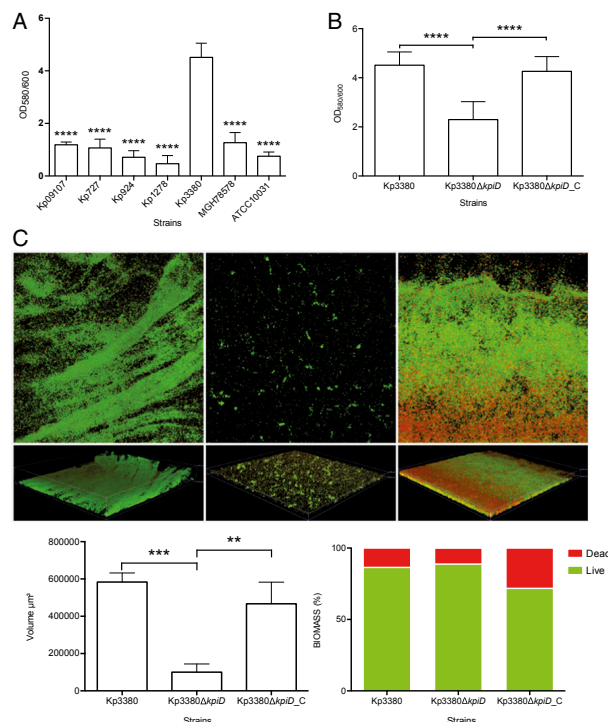 A
OD580/600
6
4
2
0
****
****
****
****
****
****
Kp09107
Kp727
Kp924
Kp1278
Kp3380
MGH78578
ATCC10031
Strains
B
OD580/600
6
4
2
0
****
****
Kp3380
Kp3380ΔkpiD
Kp3380ΔkpiD_C
Strains
C
Volume µm³
800000
600000
400000
200000
0
***
**
Kp3380
Kp3380ΔkpiD
Kp3380ΔkpiD_C
Strains
BIOMASS (%)
100
50
0
Dead
Live
Kp3380
Kp3380ΔkpiD
Kp3380ΔkpiD_C
Strains